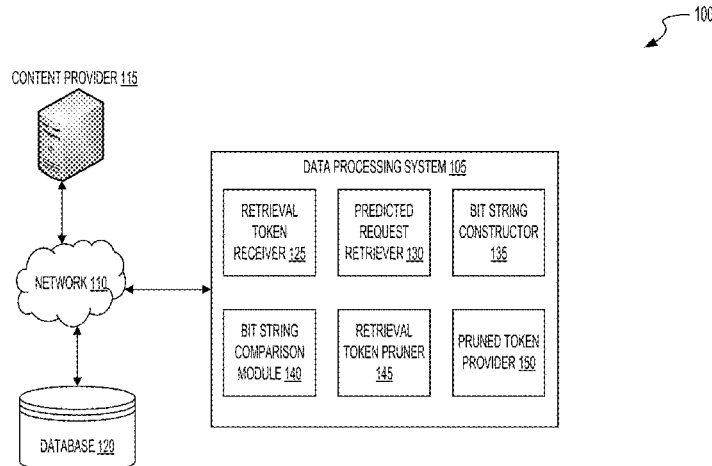 100
CONTENT PROVIDER 115
DATA PROCESSING SYSTEM 105
RETRIEVAL
TOKEN
RECEIVER 125
PREDICTED
REQUEST
RETRIEVER 130
BIT STRING
CONSTRUCTOR
135
NETWORK 110
BIT STRING
COMPARISON
MODULE 140
RETRIEVAL
TOKEN PRUNER
145
PRUNED TOKEN
PROVIDER 150
DATABASE 120